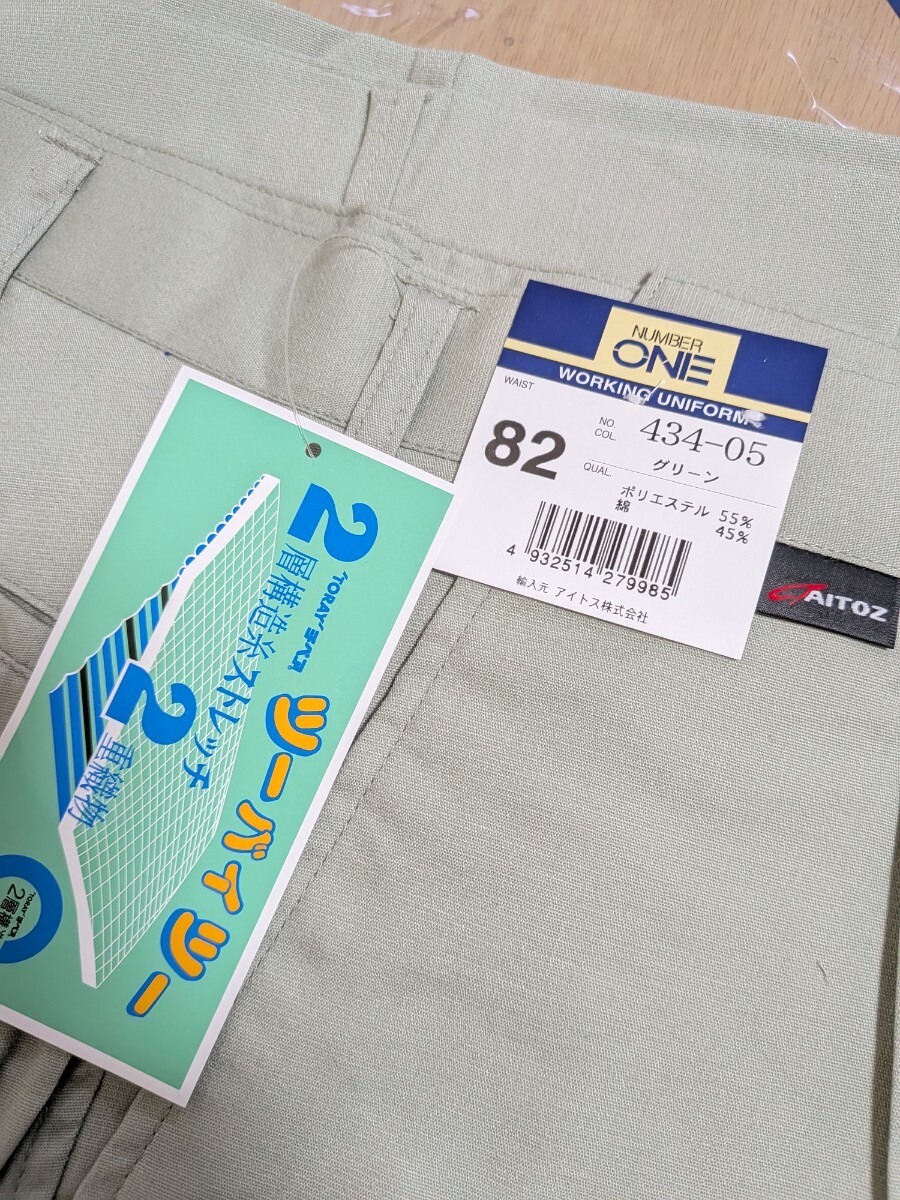 NUMBER
ONE
WORKING UNIFORM
WAIST
82
NO. 434-05
COL. グリーン
QUAL. ポリエステル 55%
綿 45%
4 932514 279985
輸入元 アイトス株式会社
AITOZ
TORAY
2層構造糸ストレッチ
2重織物
ツーバイツー
TORAY
2層構造